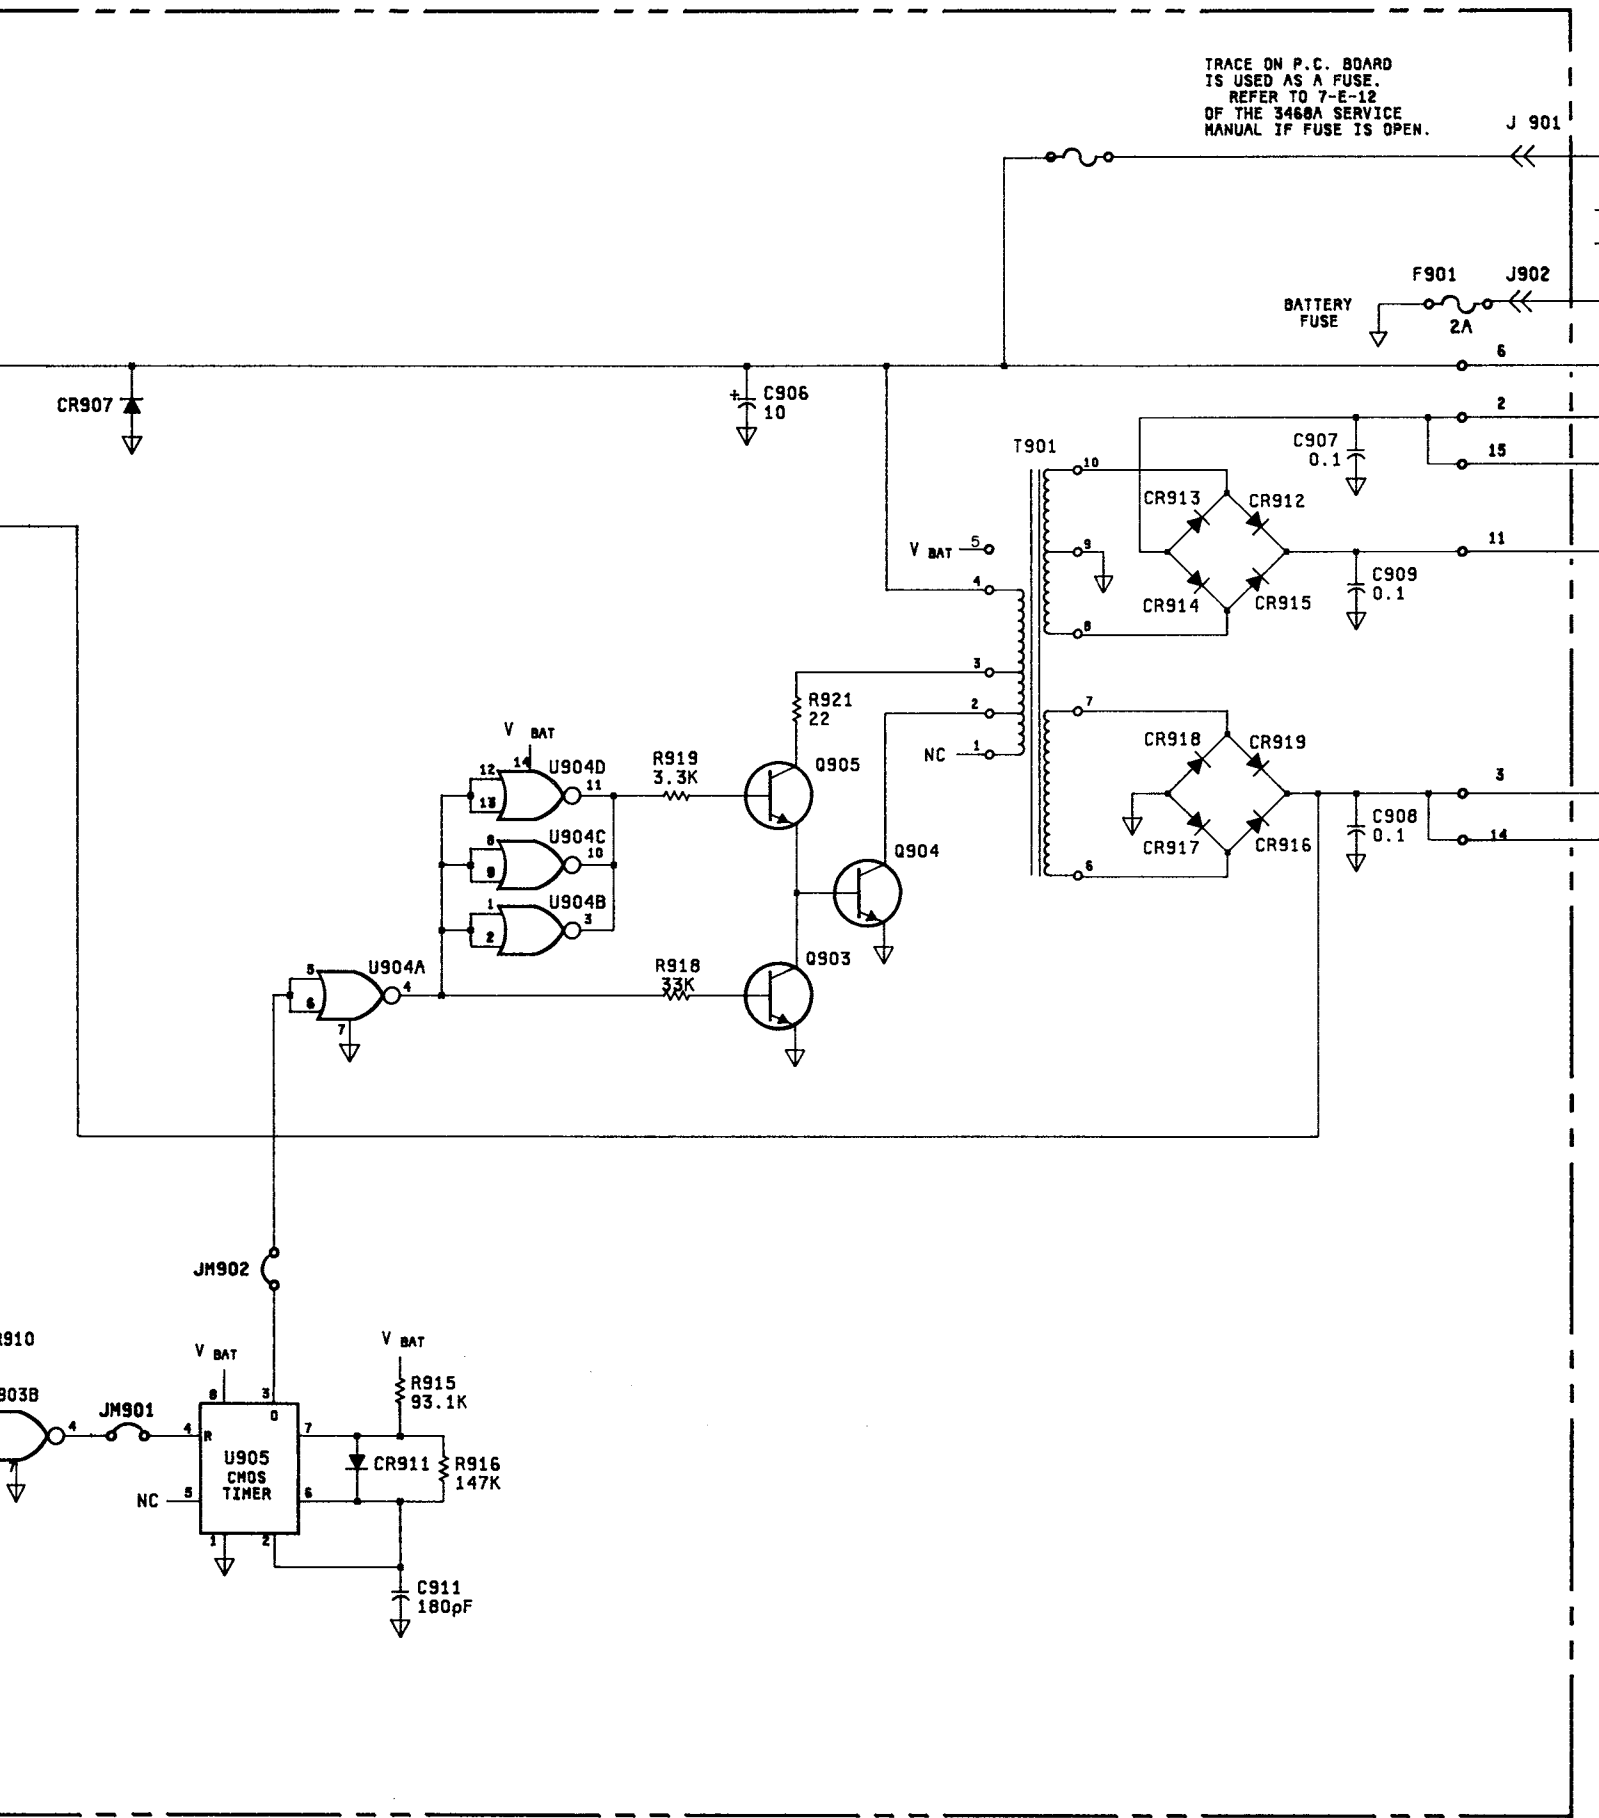 TRACE ON P.C. BOARD
IS USED AS A FUSE.
REFER TO 7-E-12
OF THE 3468A SERVICE
MANUAL IF FUSE IS OPEN.
J 901
F901
J902
BATTERY
FUSE
2A
6
CR907
+
C906
10
2
C907
0.1
15
T901
10
CR913
CR912
V BAT 5
9
11
4
C909
0.1
CR914
CR915
8
3
R921
22
2
7
V BAT
NC 1
CR918
CR919
14
U904D
12
13
11
R919
3.3K
Q905
3
C908
0.1
14
U904C
8
9
10
Q904
CR917
CR916
6
U904B
1
2
3
U904A
5
6
4
7
R918
33K
Q903
JM902
R910
V BAT
V BAT
8
3
R915
93.1K
903B
4
JM901
4
R
O
7
7
U905
CMOS
TIMER
CR911
R916
147K
NC 5
6
1
2
C911
180pF